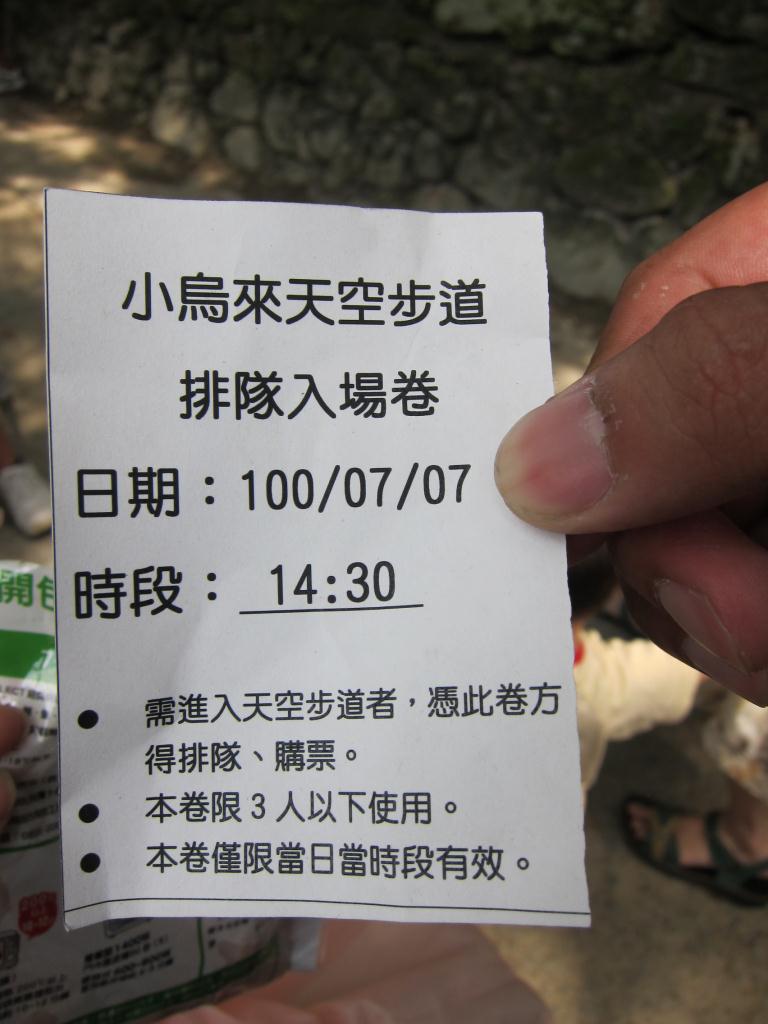 小烏來天空步道
排隊入場卷
日期：100/07/07
時段： 14:30
● 需進入天空步道者，憑此卷方
得排隊、購票。
● 本卷限 3 人以下使用。
● 本卷僅限當日當時段有效。